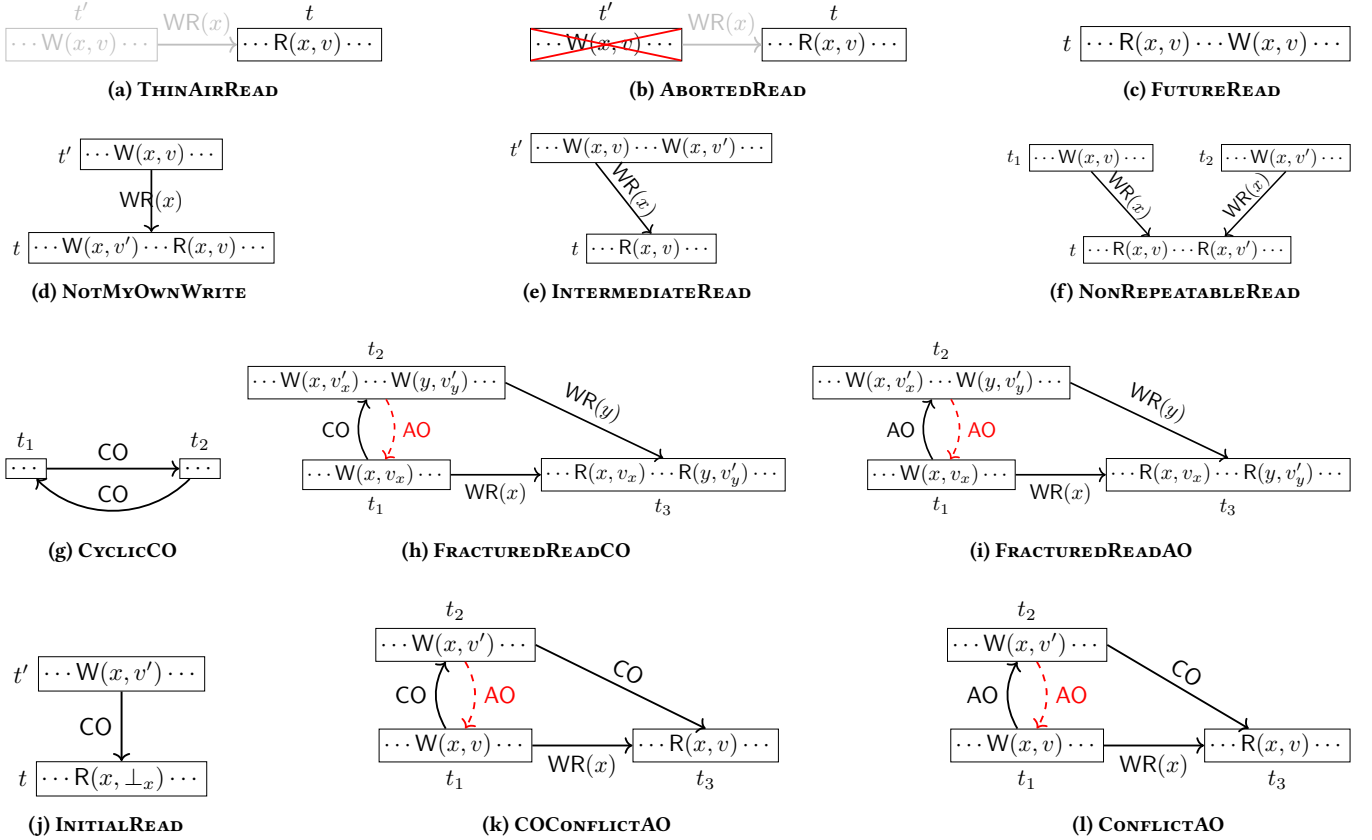 t′ t
··· W(x, v) ··· WR(x) ··· R(x, v) ···
(a) ThinAirRead
t′ t
··· W(x, v) ··· WR(x) ··· R(x, v) ···
(b) AbortedRead
t ··· R(x, v) ··· W(x, v) ···
(c) FutureRead
t′ ··· W(x, v) ···
WR(x)
t ··· W(x, v′) ··· R(x, v) ···
(d) NotMyOwnWrite
t′ ··· W(x, v) ··· W(x, v′) ···
WR(x)
t ··· R(x, v) ···
(e) IntermediateRead
t₁ ··· W(x, v) ··· t₂ ··· W(x, v′) ···
WR(x) WR(x)
t ··· R(x, v) ··· R(x, v′) ···
(f) NonRepeatableRead
t₁ CO t₂
··· ···
CO
(g) CyclicCO
t₂
··· W(x, v′ₓ) ··· W(y, v′ᵧ) ···
CO AO WR(y)
··· W(x, vₓ) ··· WR(x) ··· R(x, vₓ) ··· R(y, v′ᵧ) ···
t₁ t₃
(h) FracturedReadCO
t₂
··· W(x, v′ₓ) ··· W(y, v′ᵧ) ···
AO AO WR(y)
··· W(x, vₓ) ··· WR(x) ··· R(x, vₓ) ··· R(y, v′ᵧ) ···
t₁ t₃
(i) FracturedReadAO
t′ ··· W(x, v′) ···
CO
t ··· R(x, ⊥ₓ) ···
(j) InitialRead
t₂
··· W(x, v′) ···
CO AO CO
··· W(x, v) ··· WR(x) ··· R(x, v) ···
t₁ t₃
(k) COConflictAO
t₂
··· W(x, v′) ···
AO AO CO
··· W(x, v) ··· WR(x) ··· R(x, v) ···
t₁ t₃
(l) ConflictAO